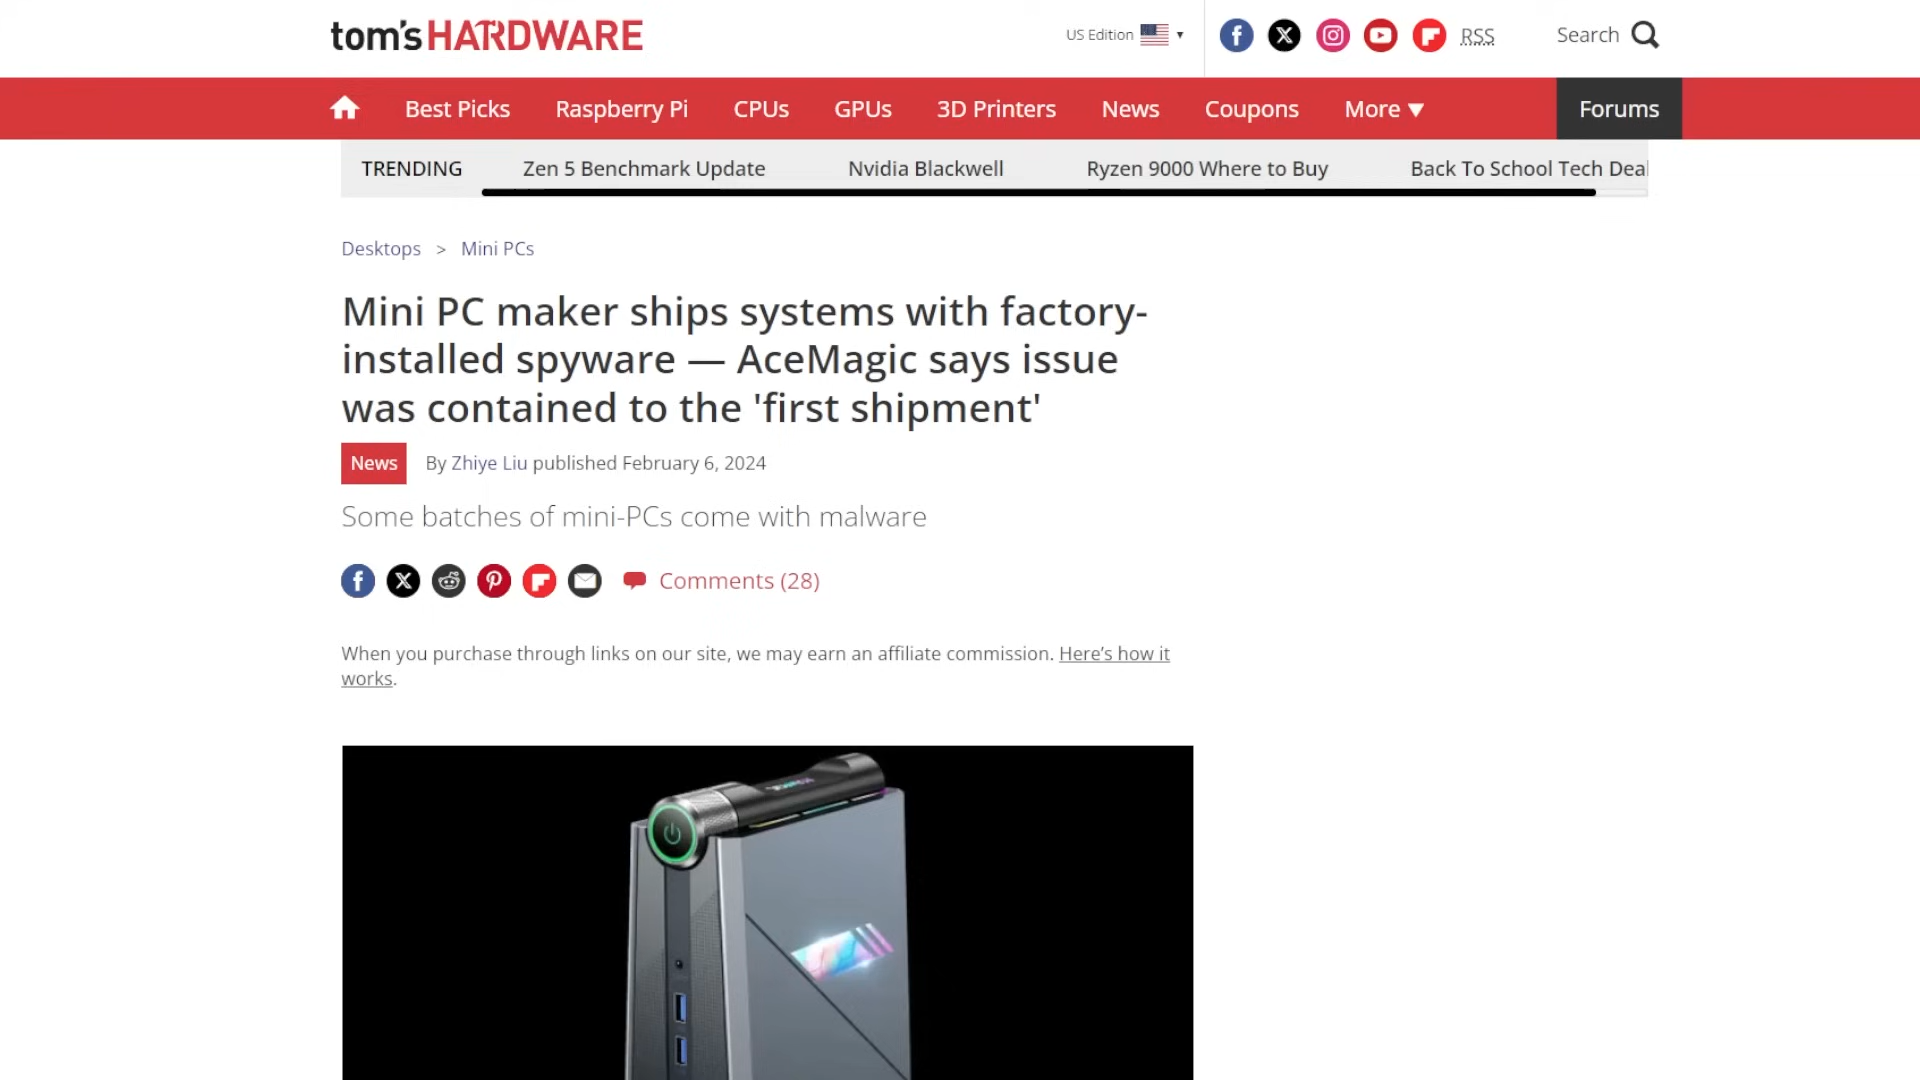 tom's HARDWARE
US Edition
RSS
Search
Best Picks
Raspberry Pi
CPUs
GPUs
3D Printers
News
Coupons
More
Forums
TRENDING
Zen 5 Benchmark Update
Nvidia Blackwell
Ryzen 9000 Where to Buy
Back To School Tech Deal
Desktops > Mini PCs
Mini PC maker ships systems with factory-
installed spyware — AceMagic says issue
was contained to the 'first shipment'
News By Zhiye Liu published February 6, 2024
Some batches of mini-PCs come with malware
Comments (28)
When you purchase through links on our site, we may earn an affiliate commission. Here's how it
works.